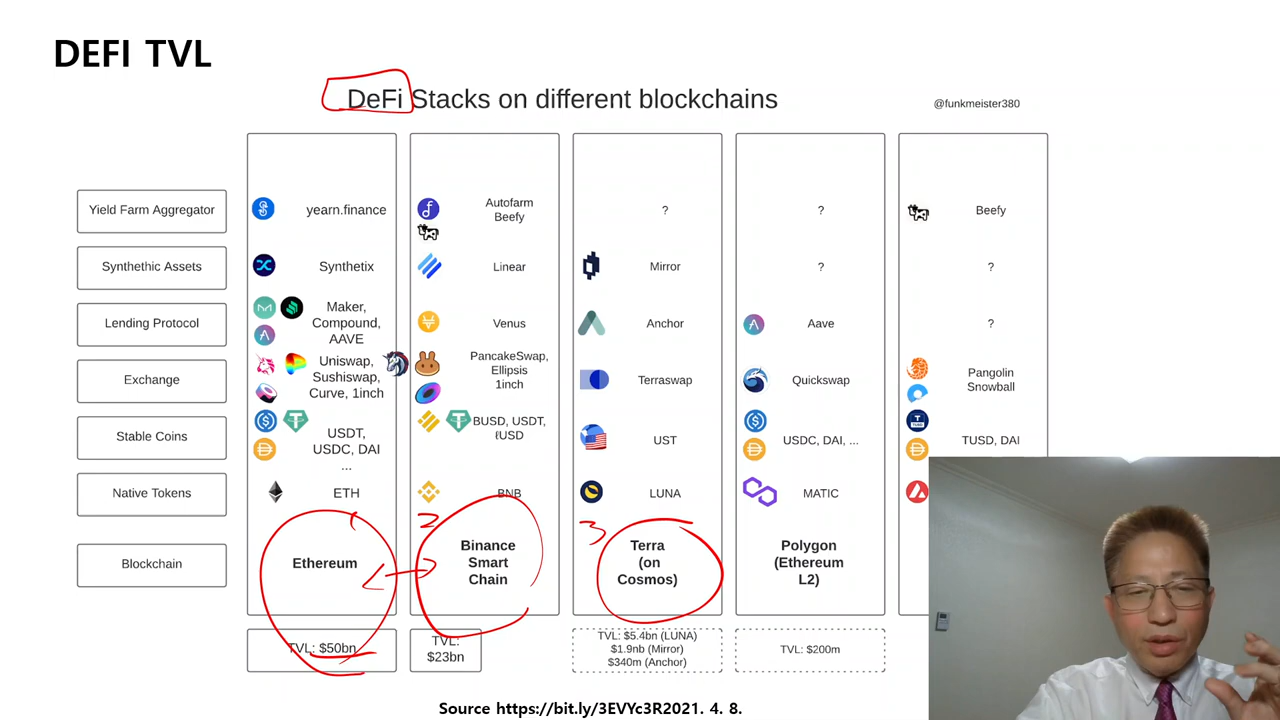 DEFI TVL
DeFi Stacks on different blockchains
@funkmeister380
Yield Farm Aggregator
yearn.finance
Autofarm
Beefy
?
?
Beefy
Synthethic Assets
Synthetix
Linear
Mirror
?
?
Lending Protocol
Maker,
Compound,
AAVE
Venus
Anchor
Aave
?
Exchange
Uniswap,
Sushiswap,
Curve, 1inch
PancakeSwap,
Ellipsis
1inch
Terraswap
Quickswap
Pangolin
Snowball
Stable Coins
USDT,
USDC, DAI
...
BUSD, USDT,
UST
USDC, DAI, ...
TUSD, DAI
Native Tokens
ETH
BNB
LUNA
MATIC
1
2
3
Blockchain
Ethereum
Binance
Smart
Chain
Terra
(on
Cosmos)
Polygon
(Ethereum
L2)
TVL: $50bn
TVL:
$23bn
TVL: $5.4bn (LUNA)
$1.9nb (Mirror)
$340m (Anchor)
TVL: $200m
Source https://bit.ly/3EVYc3R2021. 4. 8.